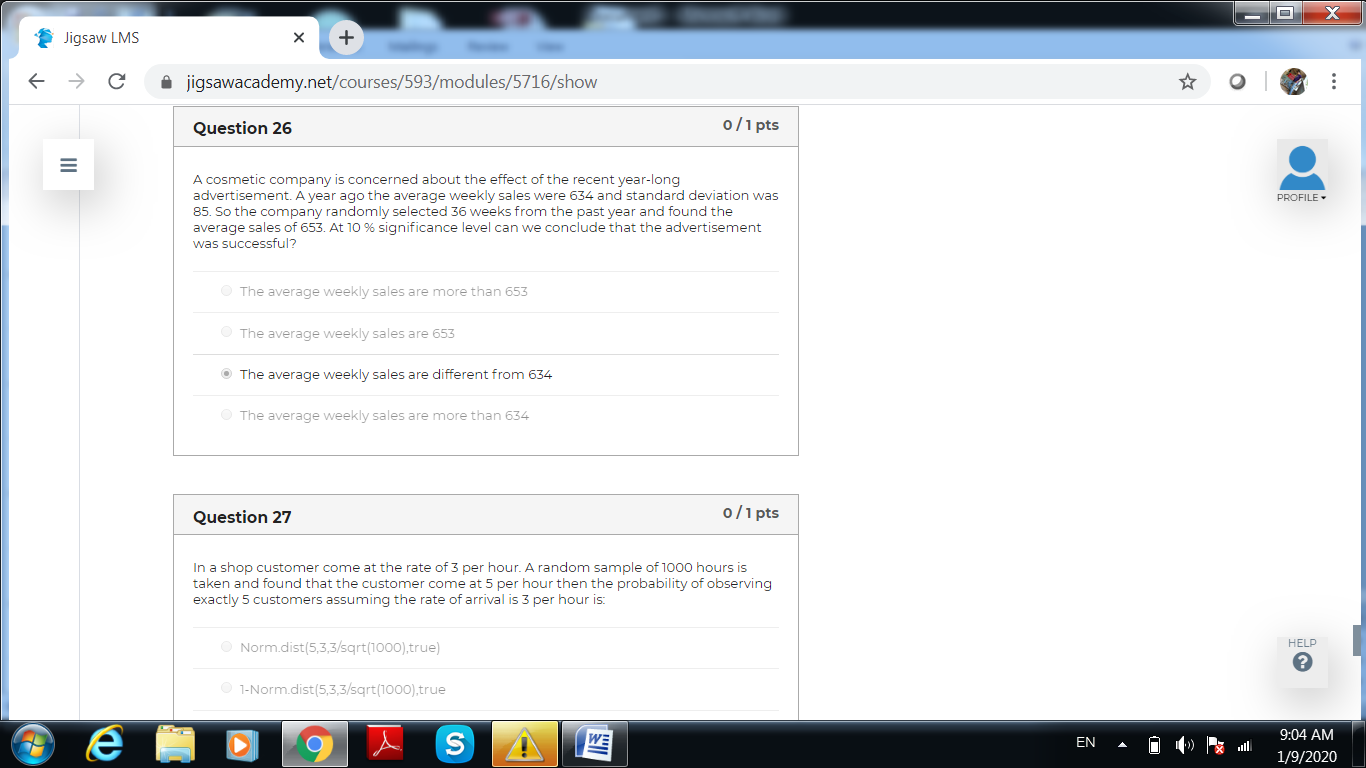 Jigsaw LMS
Mailings Review View
jigsawacademy.net/courses/593/modules/5716/show
Question 26
0 / 1 pts
A cosmetic company is concerned about the effect of the recent year-long
advertisement. A year ago the average weekly sales were 634 and standard deviation was
85. So the company randomly selected 36 weeks from the past year and found the
average sales of 653. At 10 % significance level can we conclude that the advertisement
was successful?
The average weekly sales are more than 653
The average weekly sales are 653
The average weekly sales are different from 634
The average weekly sales are more than 634
PROFILE
Question 27
0 / 1 pts
In a shop customer come at the rate of 3 per hour. A random sample of 1000 hours is
taken and found that the customer come at 5 per hour then the probability of observing
exactly 5 customers assuming the rate of arrival is 3 per hour is:
Norm.dist(5,3,3/sqrt(1000),true)
1-Norm.dist(5,3,3/sqrt(1000),true
HELP
EN
9:04 AM
1/9/2020